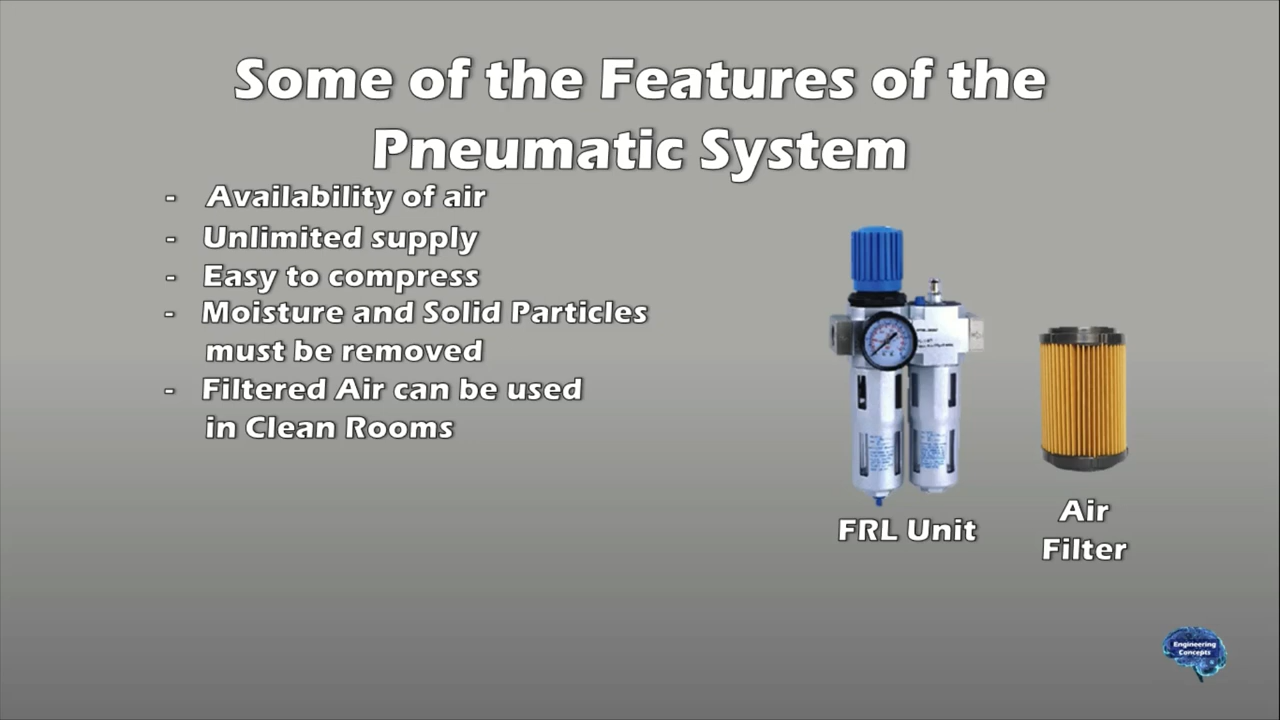 Some of the Features of the
Pneumatic System
- Availability of air
- Unlimited supply
- Easy to compress
- Moisture and Solid Particles
must be removed
- Filtered Air can be used
in Clean Rooms
FRL Unit
Air
Filter
Engineering
Concepts